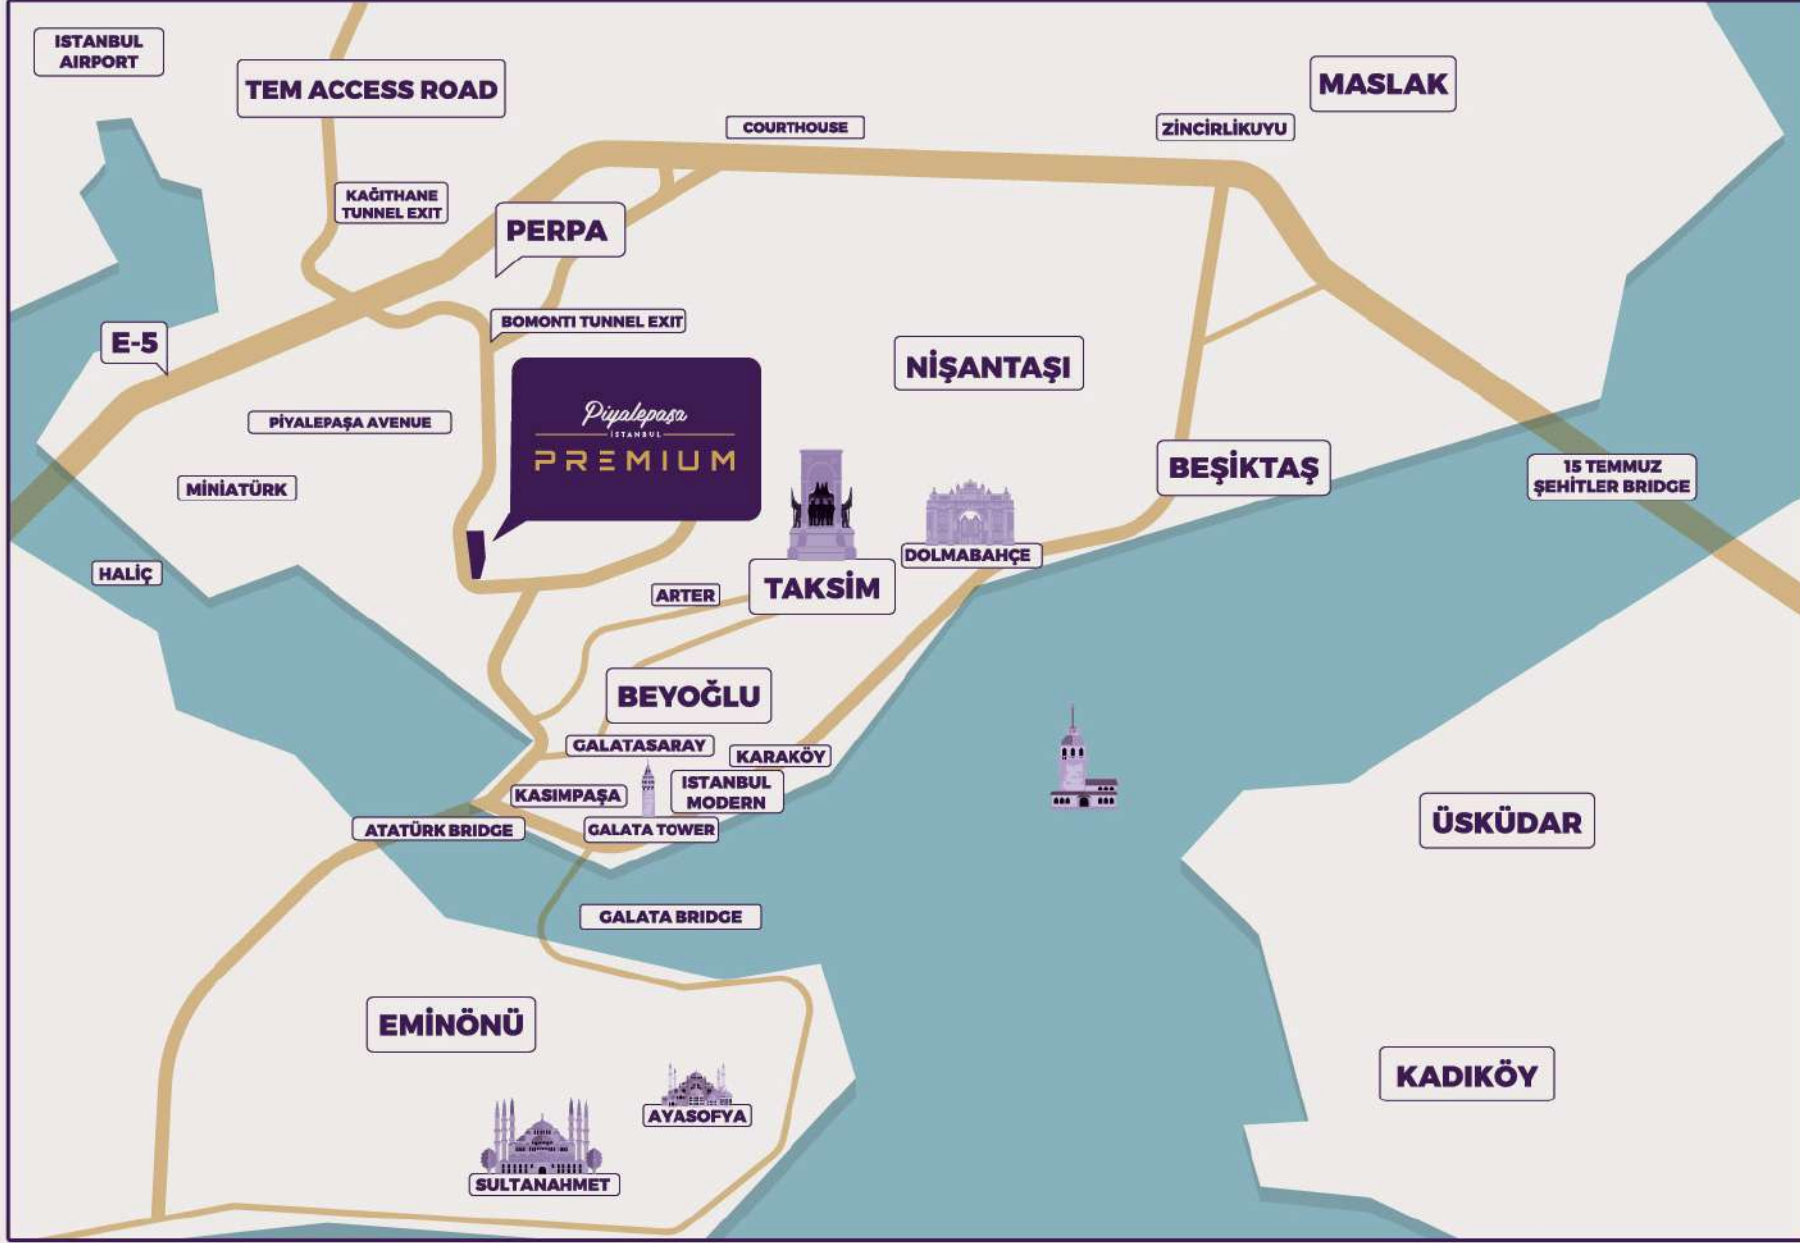 ISTANBUL
AIRPORT
TEM ACCESS ROAD
MASLAK
COURTHOUSE
ZİNCİRLİKUYU
KAĞITHANE
TUNNEL EXIT
PERPA
BOMONTI TUNNEL EXIT
E-5
NİŞANTAŞI
PİYALEPAŞA AVENUE
Piyalepaşa
İSTANBUL
PREMIUM
MİNİATÜRK
BEŞİKTAŞ
15 TEMMUZ
ŞEHİTLER BRIDGE
DOLMABAHÇE
HALİÇ
ARTER
TAKSİM
BEYOĞLU
GALATASARAY
KARAKÖY
KASIMPAŞA
ISTANBUL
MODERN
ATATÜRK BRIDGE
GALATA TOWER
ÜSKÜDAR
GALATA BRIDGE
EMİNÖNÜ
KADIKÖY
AYASOFYA
SULTANAHMET